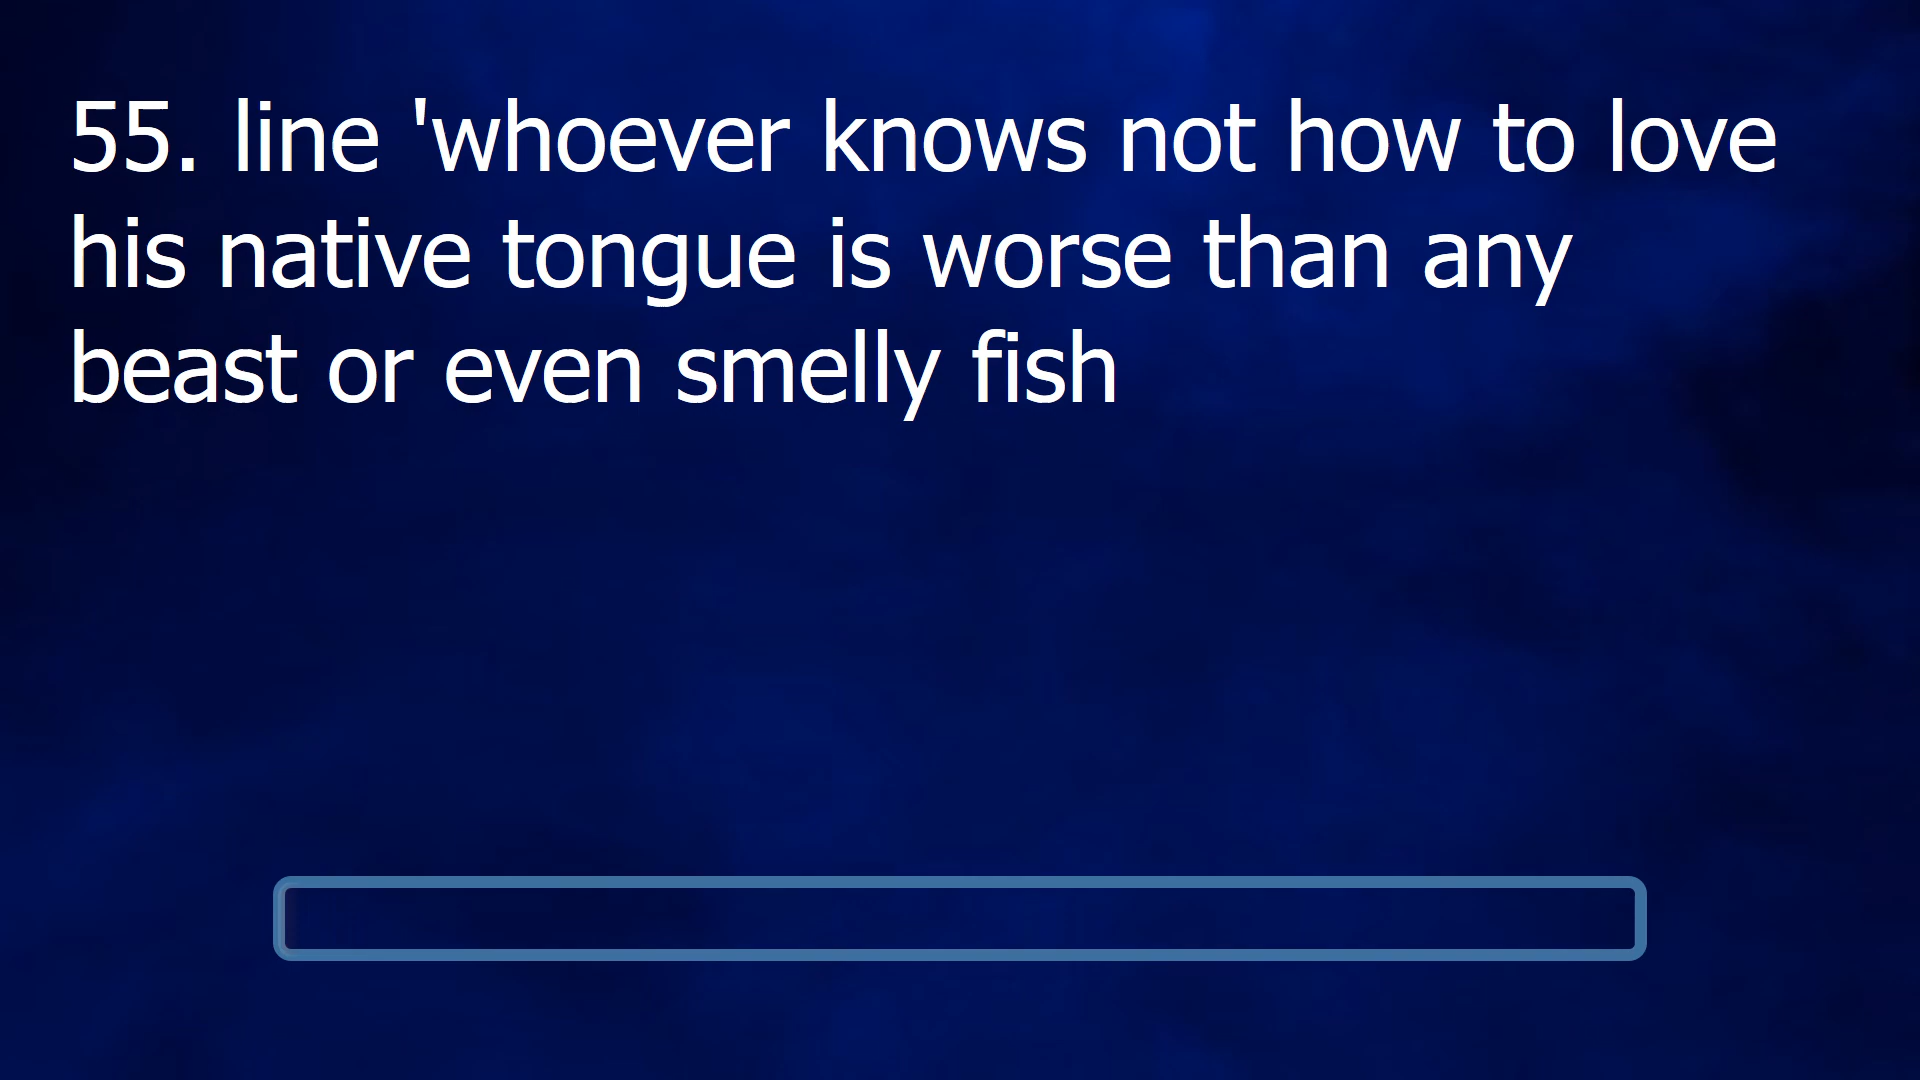 55. line 'whoever knows not how to love
his native tongue is worse than any
beast or even smelly fish